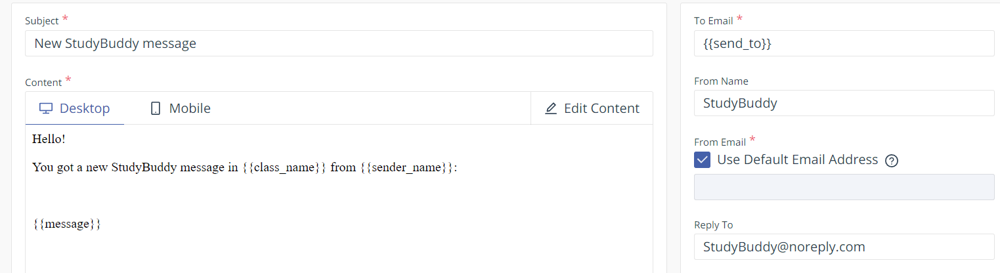 Subject *
New StudyBuddy message
Content *
Desktop
Mobile
Edit Content
Hello!
You got a new StudyBuddy message in {{class_name}} from {{sender_name}}:
{{message}}
To Email *
{{send_to}}
From Name
StudyBuddy
From Email *
Use Default Email Address ?
Reply To
StudyBuddy@noreply.com